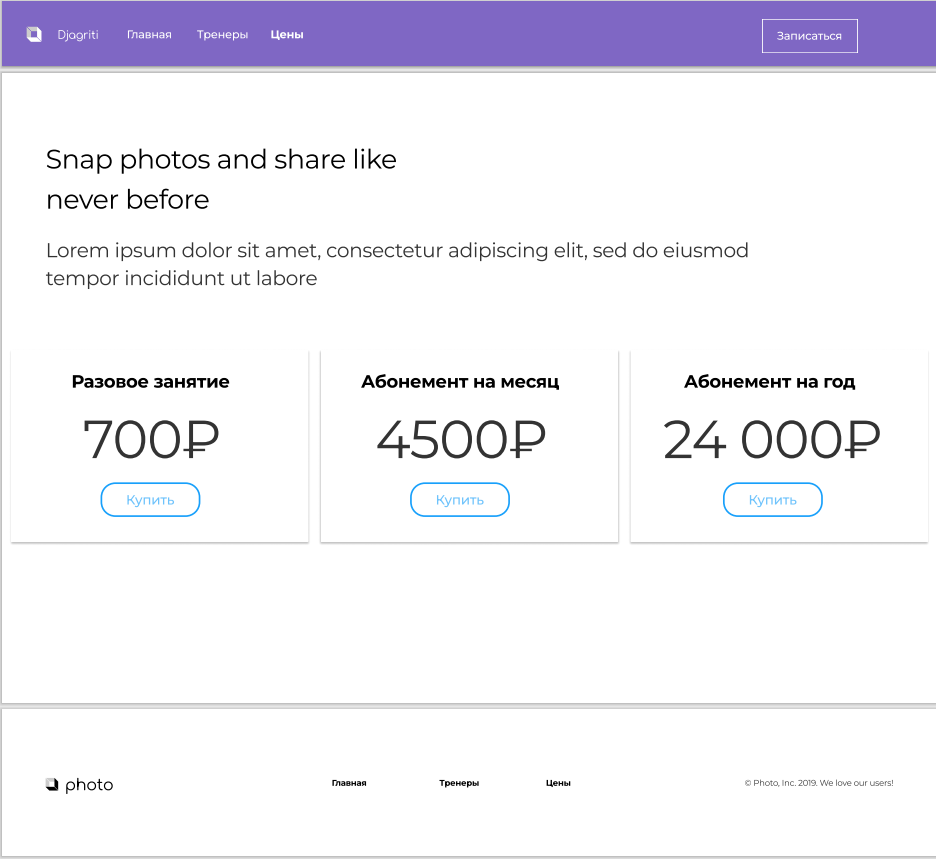 Djagriti Главная Тренеры Цены Записаться
Snap photos and share like
never before
Lorem ipsum dolor sit amet, consectetur adipiscing elit, sed do eiusmod
tempor incididunt ut labore
Разовое занятие
700₽
Купить
Абонемент на месяц
4500₽
Купить
Абонемент на год
24 000₽
Купить
photo Главная Тренеры Цены © Photo, Inc. 2019. We love our users!